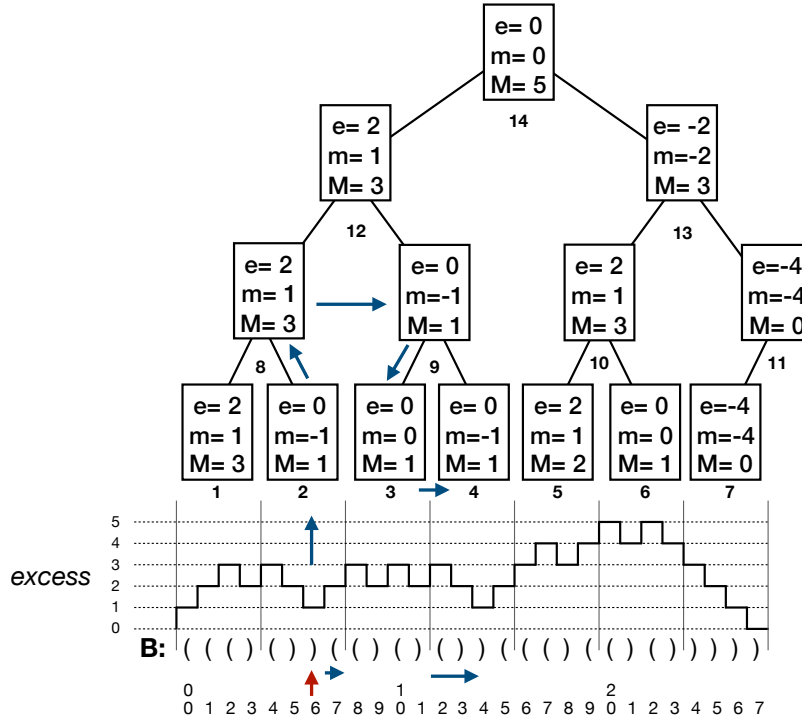 e= 0
m= 0
M= 5
14
e= 2
m= 1
M= 3
e= -2
m=-2
M= 3
12
13
e= 2
m= 1
M= 3
e= 0
m=-1
M= 1
e= 2
m= 1
M= 3
e=-4
m=-4
M= 0
8
9
10
11
e= 2
m= 1
M= 3
e= 0
m=-1
M= 1
e= 0
m= 0
M= 1
e= 0
m=-1
M= 1
e= 2
m= 1
M= 2
e= 0
m= 0
M= 1
e=-4
m=-4
M= 0
1 2 3 4 5 6 7
5
4
3
2
1
0
excess
B: ( ( ( ) ( ) ) ( ( ) ( ) ( ) ) ( ( ( ) ( ( ) ( ) ) ) ) )
0 1 2
0 1 2 3 4 5 6 7 8 9 0 1 2 3 4 5 6 7 8 9 0 1 2 3 4 5 6 7